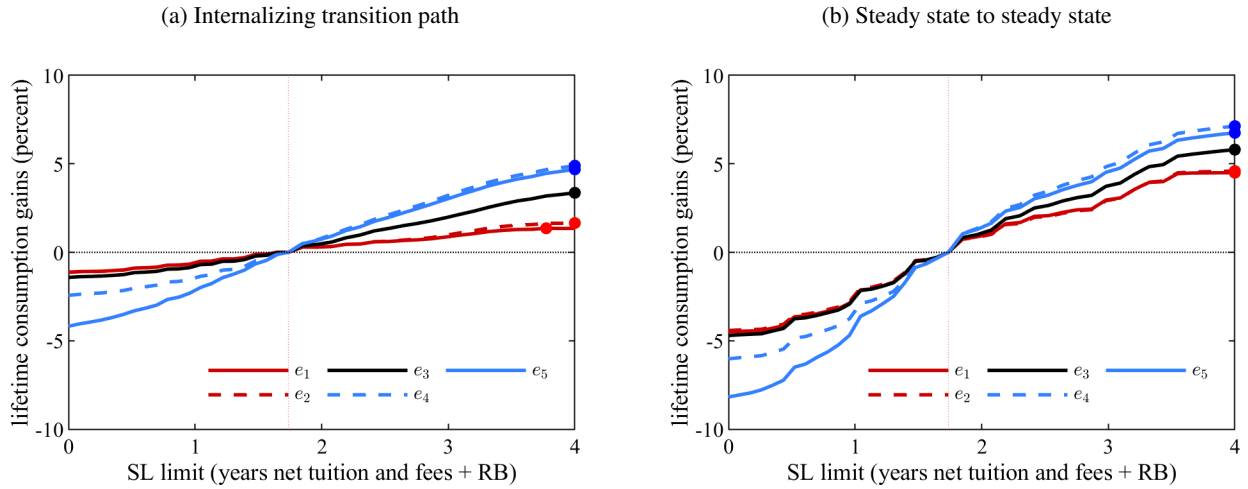 (a) Internalizing transition path
10
5
0
-5
-10
0 1 2 3 4
lifetime consumption gains (percent)
e1 e3 e5
e2 e4
SL limit (years net tuition and fees + RB)
(b) Steady state to steady state
10
5
0
-5
-10
0 1 2 3 4
lifetime consumption gains (percent)
e1 e3 e5
e2 e4
SL limit (years net tuition and fees + RB)